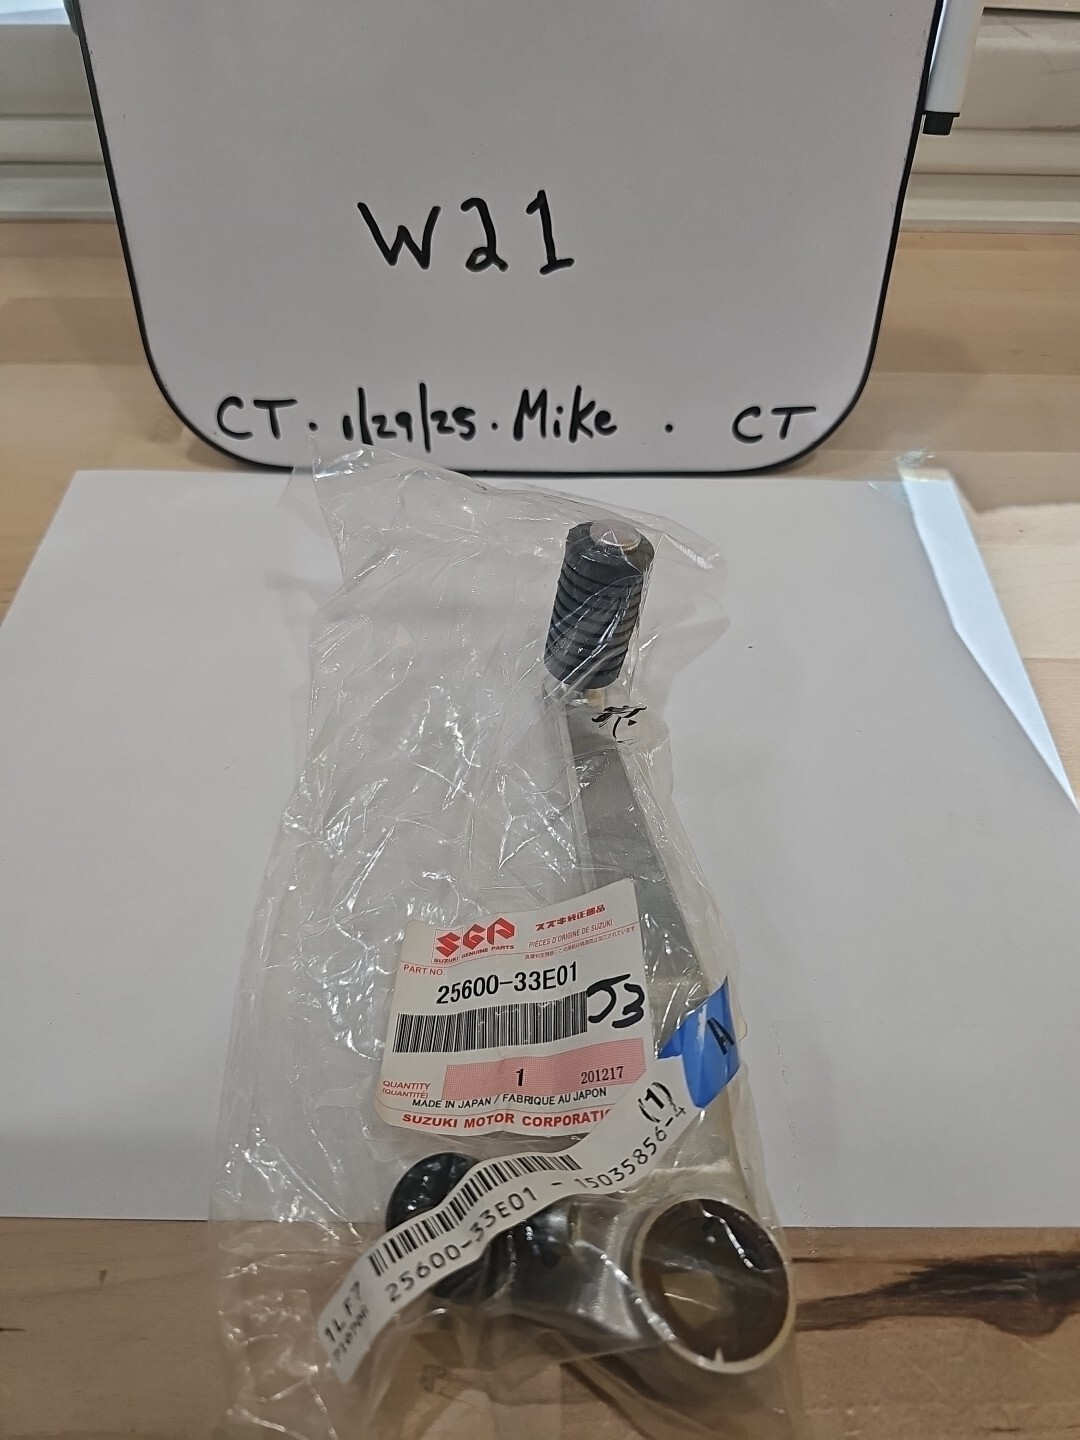 W21
CT. 1/29/25. Mike . CT
SGP
SUZUKI GENUINE PARTS
スズキ純正部品
PIÈCES D'ORIGINE DE SUZUKI
PART NO.
25600-33E01
J3
QUANTITY
(QUANTITÉ)
1
201217
MADE IN JAPAN / FABRIQUE AU JAPON
SUZUKI MOTOR CORPORATIO
A
(1)
25600-33E01 - 15035856-4
1LF7